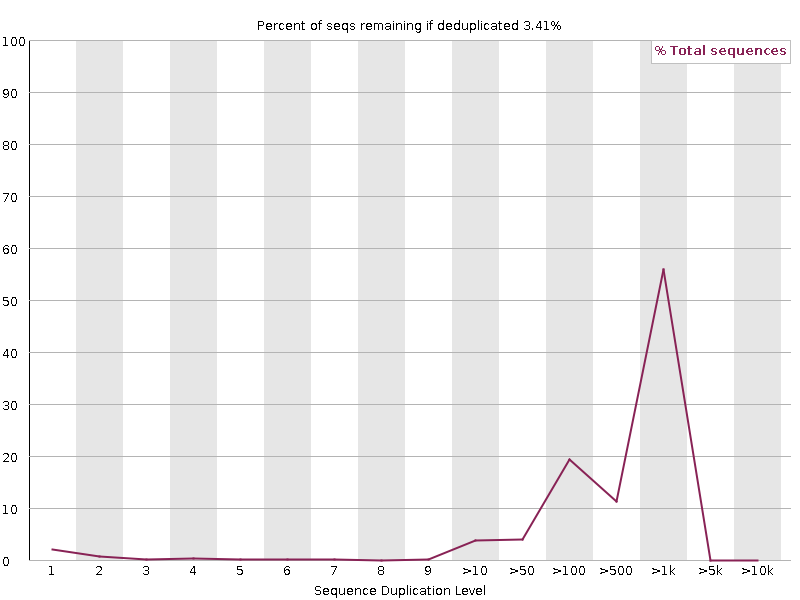 Percent of seqs remaining if deduplicated 3.41%
% Total sequences
100
90
80
70
60
50
40
30
20
10
0
1 2 3 4 5 6 7 8 9 >10 >50 >100 >500 >1k >5k >10k
Sequence Duplication Level